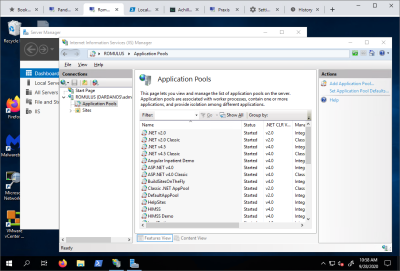 Book...
Pand...
Rom...
Local...
Achill...
Praxis
Setti...
History
Server Manager
Internet Information Services (IIS) Manager
ROMULUS
Application Pools
File View Help
Connections
Start Page
ROMULUS (DARDANOS\adm
Application Pools
Sites
Dashboard
Local Server
All Servers
File and Sto
IIS
Recycle
Firefox
Malwareb
Microsoft
Network
VMware
vCenter ...
Application Pools
This page lets you view and manage the list of application pools on the server.
Application pools are associated with worker processes, contain one or more
applications, and provide isolation among different applications.
Filter: Go Show All Group by:
Name Status .NET CLR V... Mana
.NET v2.0 Started v2.0 Integ
.NET v2.0 Classic Started v2.0 Classi
.NET v4.5 Started v4.0 Integ
.NET v4.5 Classic Started v4.0 Classi
Angular Inpatient Demo Started v4.0 Integ
ASP.NET v4.0 Started v4.0 Integ
ASP.NET v4.0 Classic Started v4.0 Classi
BuildSitesOnTheFly Started v4.0 Integ
Classic .NET AppPool Started v2.0 Classi
DefaultAppPool Started v4.0 Integ
HelpSites Started v4.0 Integ
HIMSS Started v4.0 Integ
HIMSS Demo Started v4.0 Integ
Features View Content View
Ready
Actions
Add Application Pool...
Set Application Pool Defaults...
Help
10:58 AM
9/20/2020